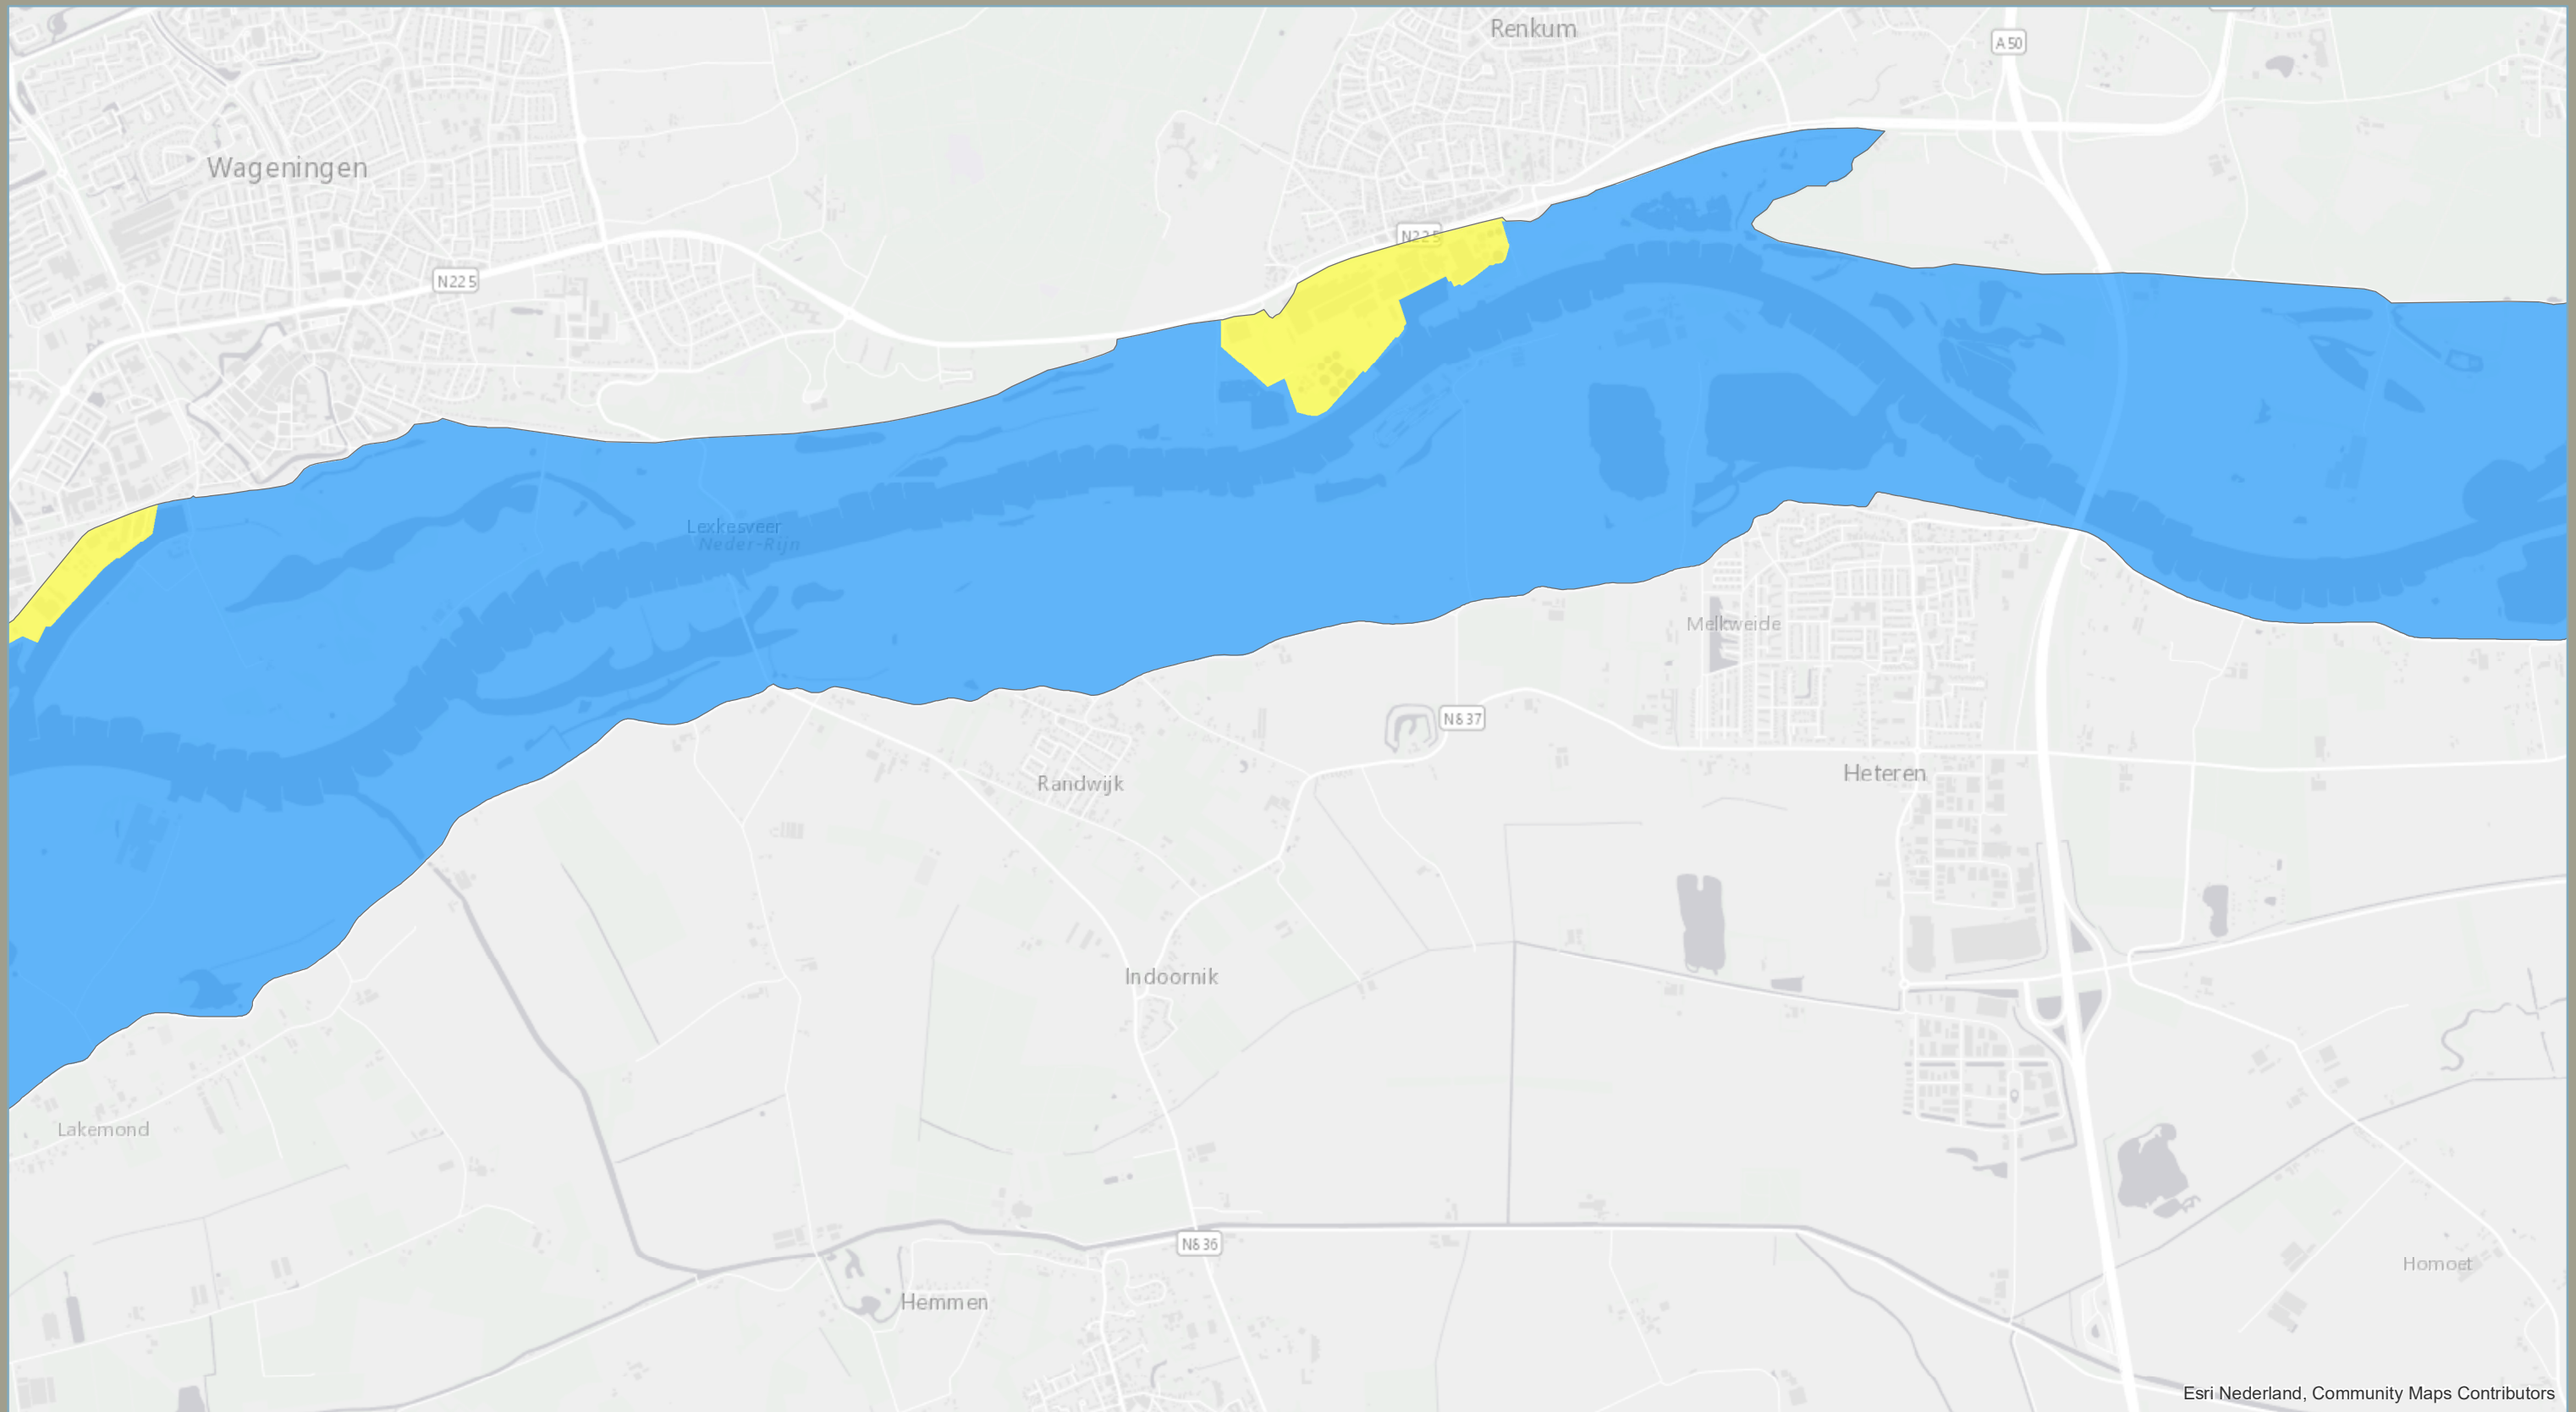 Renkum
A50
Wageningen
N225
N225
Lexkesveer
Neder-Rijn
Melkweide
N837
Heteren
Randwijk
Indoornik
Lakemond
N836
Homoet
Hemmen
Esri Nederland, Community Maps Contributors